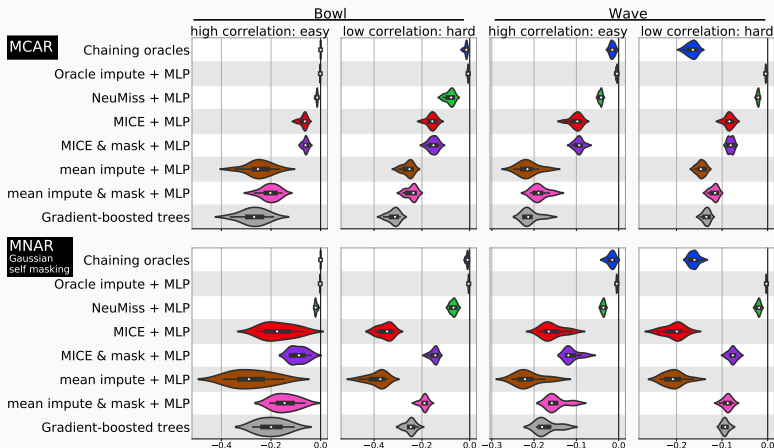 Bowl Wave
high correlation: easy low correlation: hard high correlation: easy low correlation: hard
MCAR
Chaining oracles
Oracle impute + MLP
NeuMiss + MLP
MICE + MLP
MICE & mask + MLP
mean impute + MLP
mean impute & mask + MLP
Gradient-boosted trees
MNAR
Gaussian
self masking
Chaining oracles
Oracle impute + MLP
NeuMiss + MLP
MICE + MLP
MICE & mask + MLP
mean impute + MLP
mean impute & mask + MLP
Gradient-boosted trees
−0.4 −0.2 0.0 −0.4 −0.2 0.0 −0.3 −0.2 −0.1 0.0 −0.2 −0.1 0.0